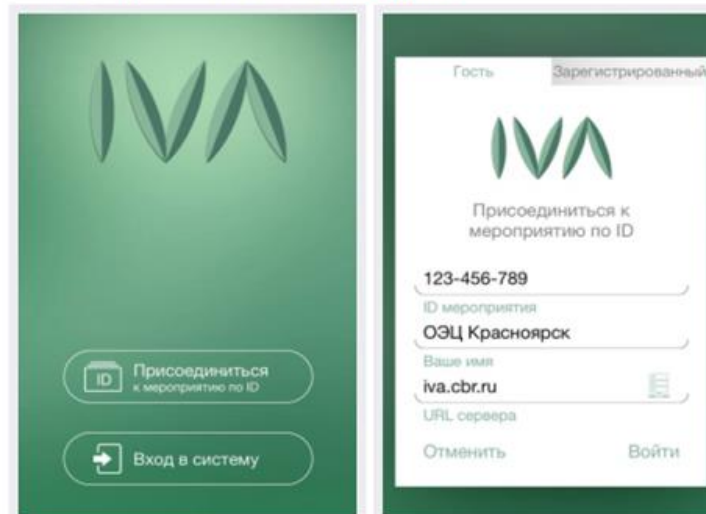 IVA
ID
Присоединиться
к мероприятию по ID
Вход в систему
Гость Зарегистрированный
IVA
Присоединиться к
мероприятию по ID
123-456-789
ID мероприятия
ОЭЦ Красноярск
Ваше имя
iva.cbr.ru
URL сервера
Отменить Войти